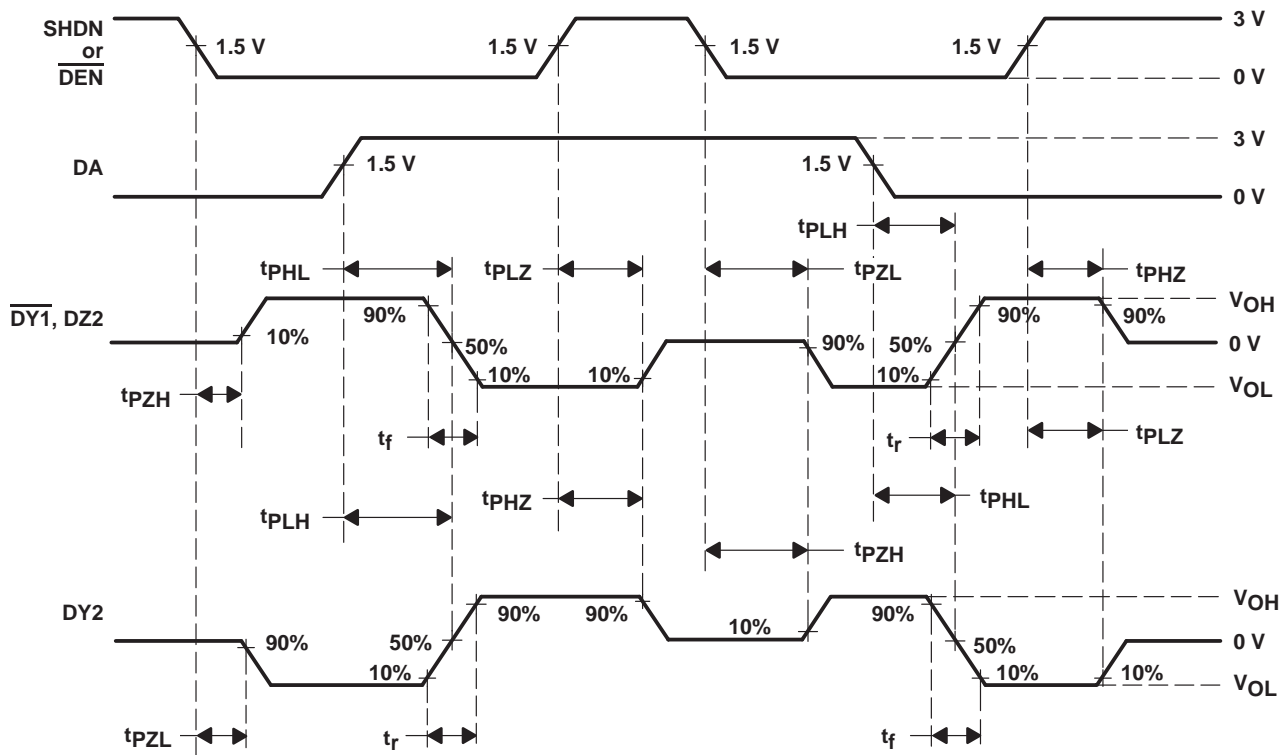 SHDN
or
DEN
1.5 V
1.5 V
1.5 V
1.5 V
3 V
0 V
DA
1.5 V
1.5 V
3 V
0 V
tPHL
tPLZ
tPZL
tPLH
tPHZ
DY1, DZ2
10%
90%
50%
10%
10%
90%
50%
10%
90%
90%
VOH
0 V
VOL
tPZH
tf
tr
tPLZ
tPLH
tPHZ
tPZH
tPHL
DY2
90%
10%
50%
90%
90%
10%
90%
50%
10%
10%
VOH
0 V
VOL
tPZL
tr
tf